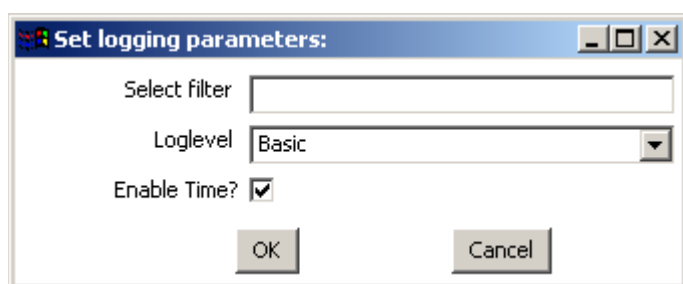 Set logging parameters:
Select filter
Loglevel Basic
Enable Time?
OK Cancel